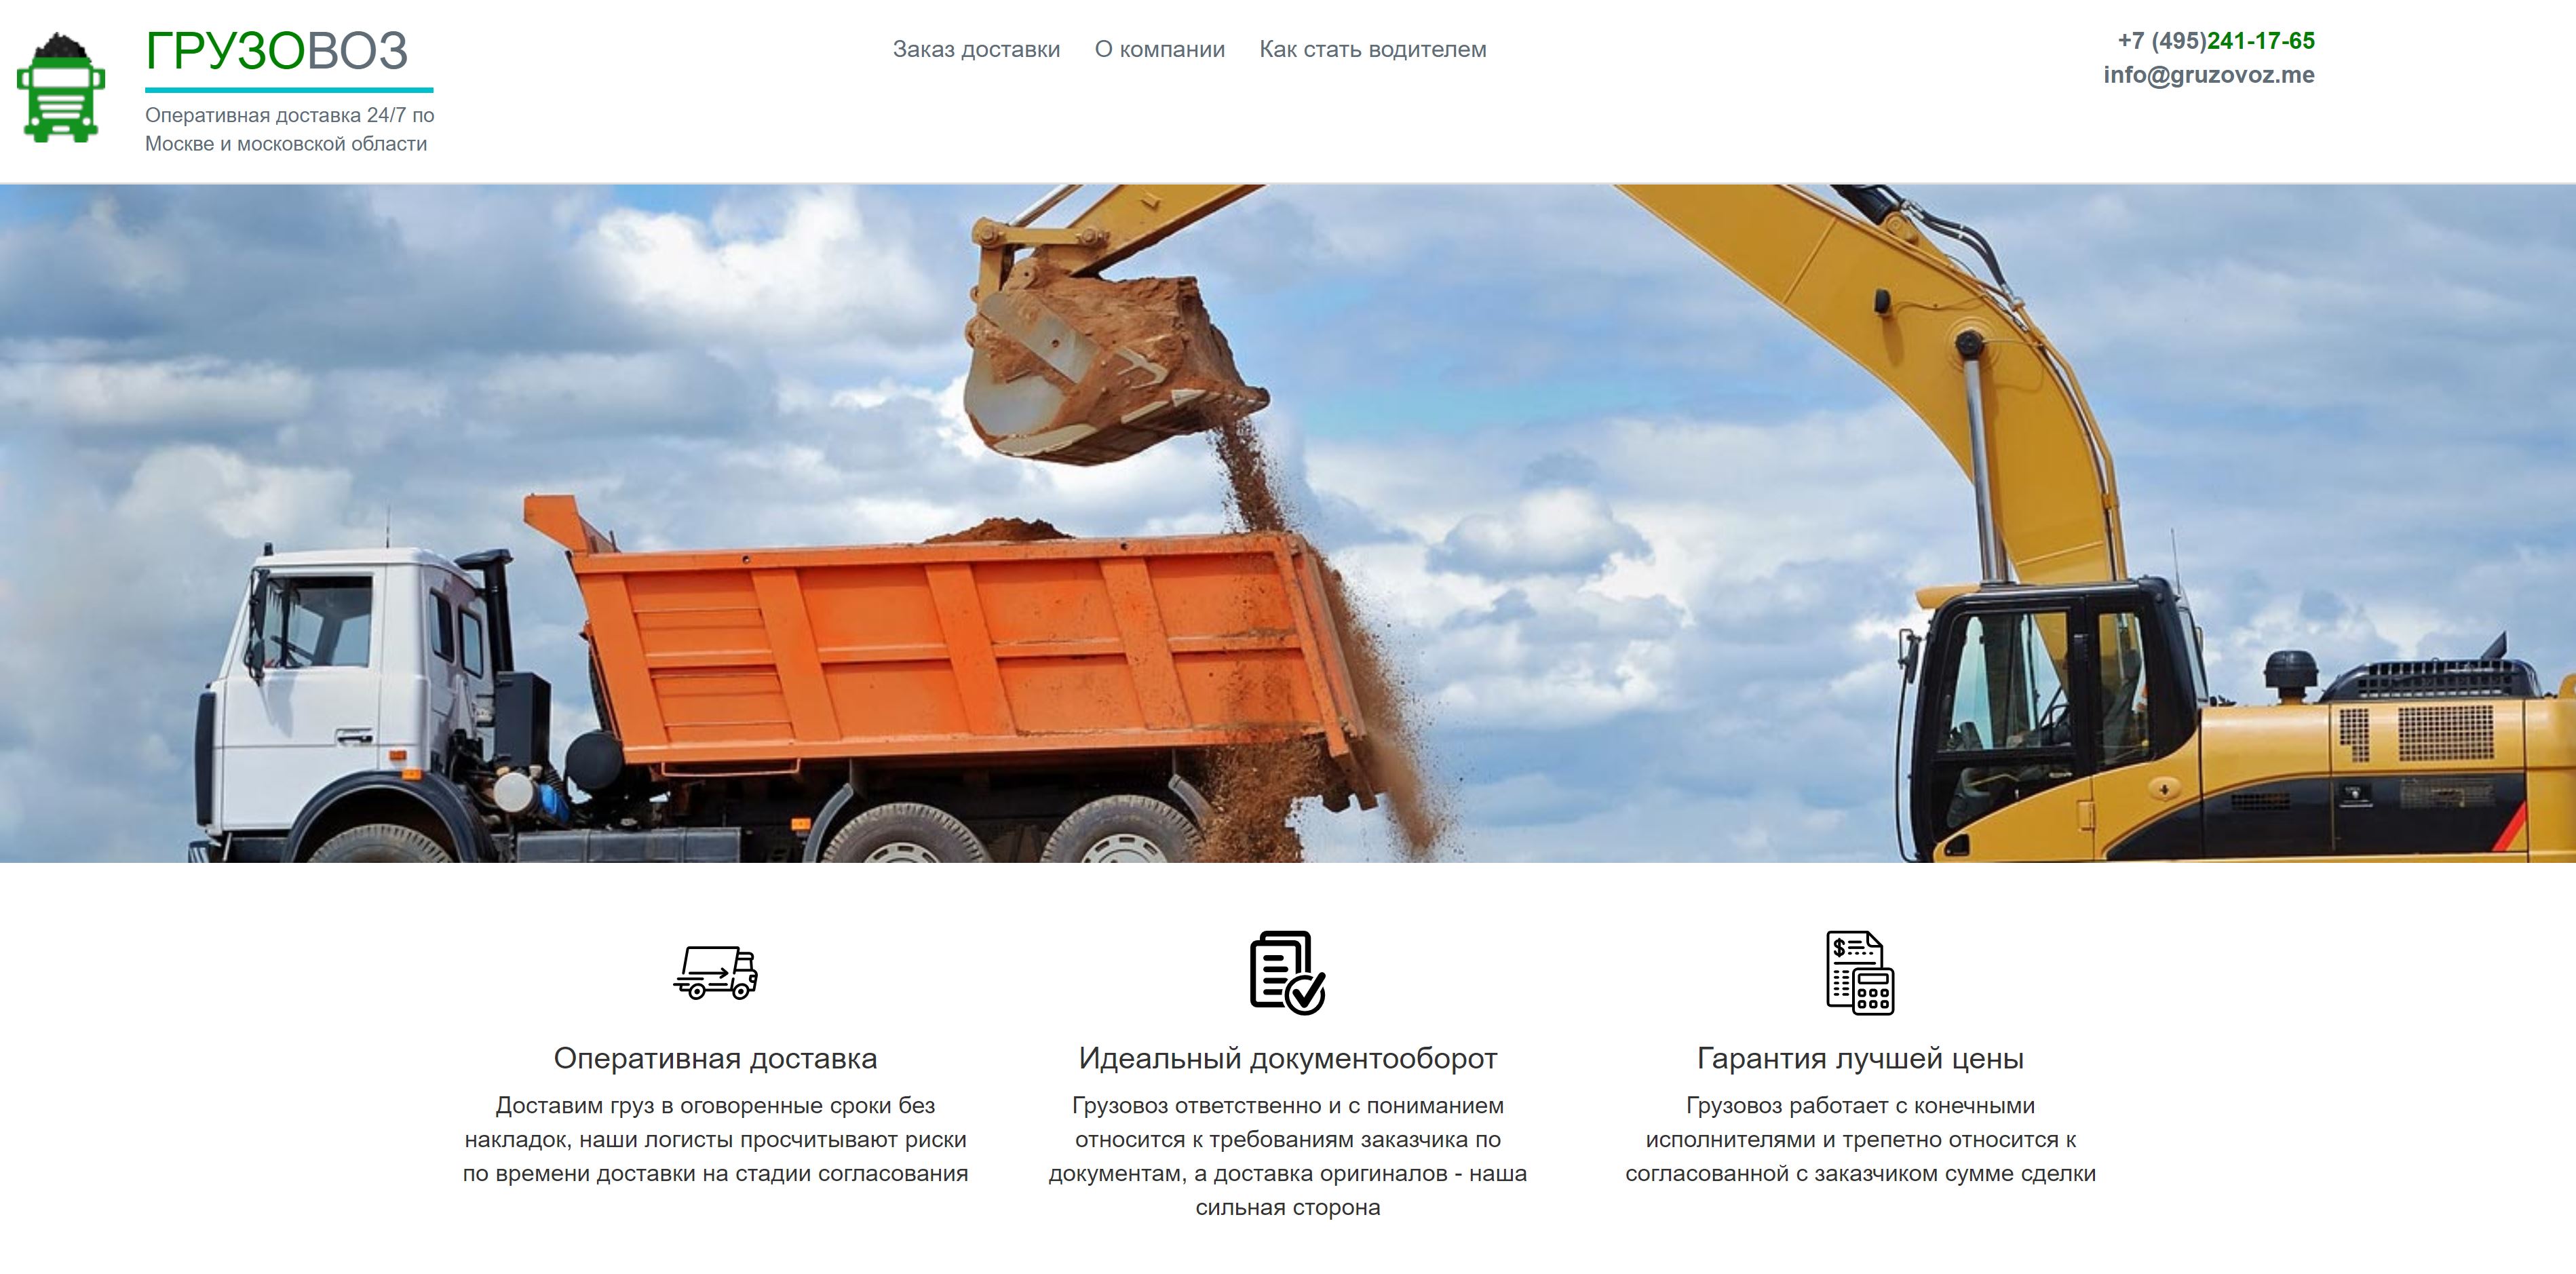 ГРУЗОВОЗ
Оперативная доставка 24/7 по
Москве и московской области
Заказ доставки О компании Как стать водителем
+7 (495)241-17-65
info@gruzovoz.me
Оперативная доставка
Доставим груз в оговоренные сроки без
накладок, наши логисты просчитывают риски
по времени доставки на стадии согласования
Идеальный документооборот
Грузовоз ответственно и с пониманием
относится к требованиям заказчика по
документам, а доставка оригиналов - наша
сильная сторона
Гарантия лучшей цены
Грузовоз работает с конечными
исполнителями и трепетно относится к
согласованной с заказчиком сумме сделки